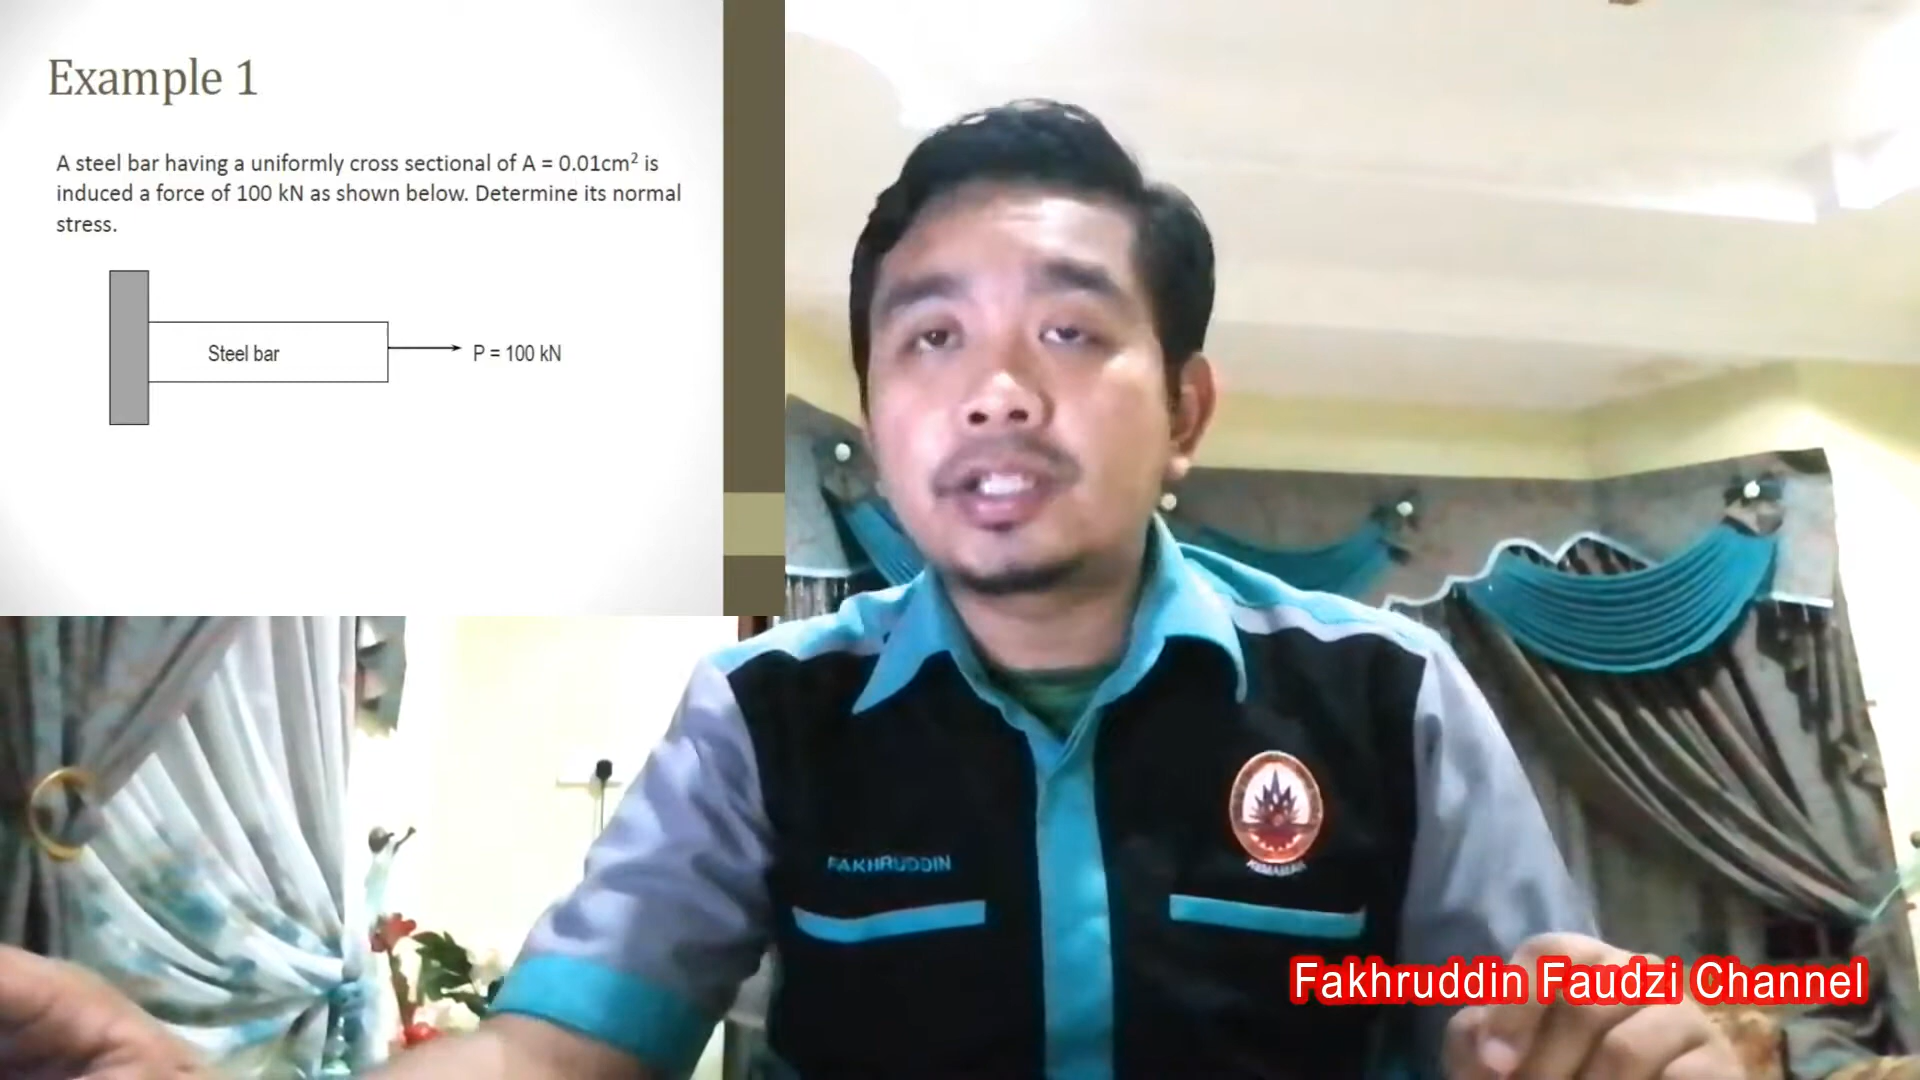 Example 1
A steel bar having a uniformly cross sectional of A = 0.01cm² is
induced a force of 100 kN as shown below. Determine its normal
stress.
Steel bar
P = 100 kN
FAKHRUDDIN
KEMAMAN
Fakhruddin Faudzi Channel